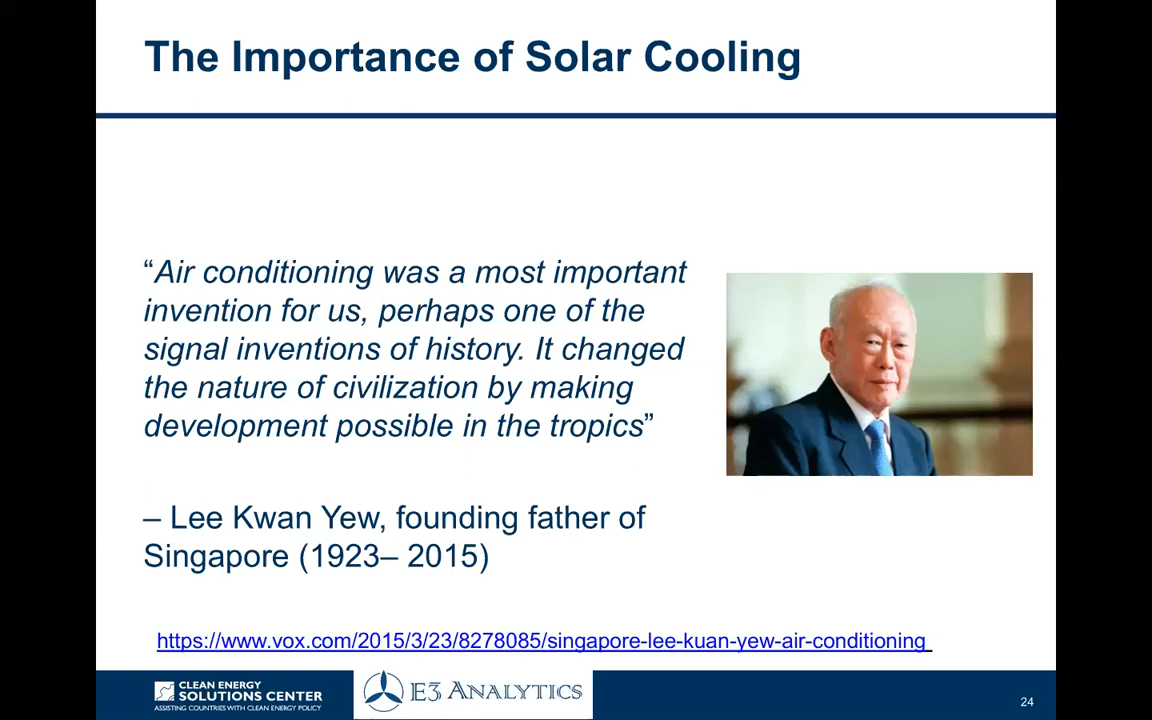 The Importance of Solar Cooling
“Air conditioning was a most important
invention for us, perhaps one of the
signal inventions of history. It changed
the nature of civilization by making
development possible in the tropics”
– Lee Kwan Yew, founding father of
Singapore (1923– 2015)
https://www.vox.com/2015/3/23/8278085/singapore-lee-kuan-yew-air-conditioning
CLEAN ENERGY
SOLUTIONS CENTER
ASSISTING COUNTRIES WITH CLEAN ENERGY POLICY
E3 ANALYTICS
24